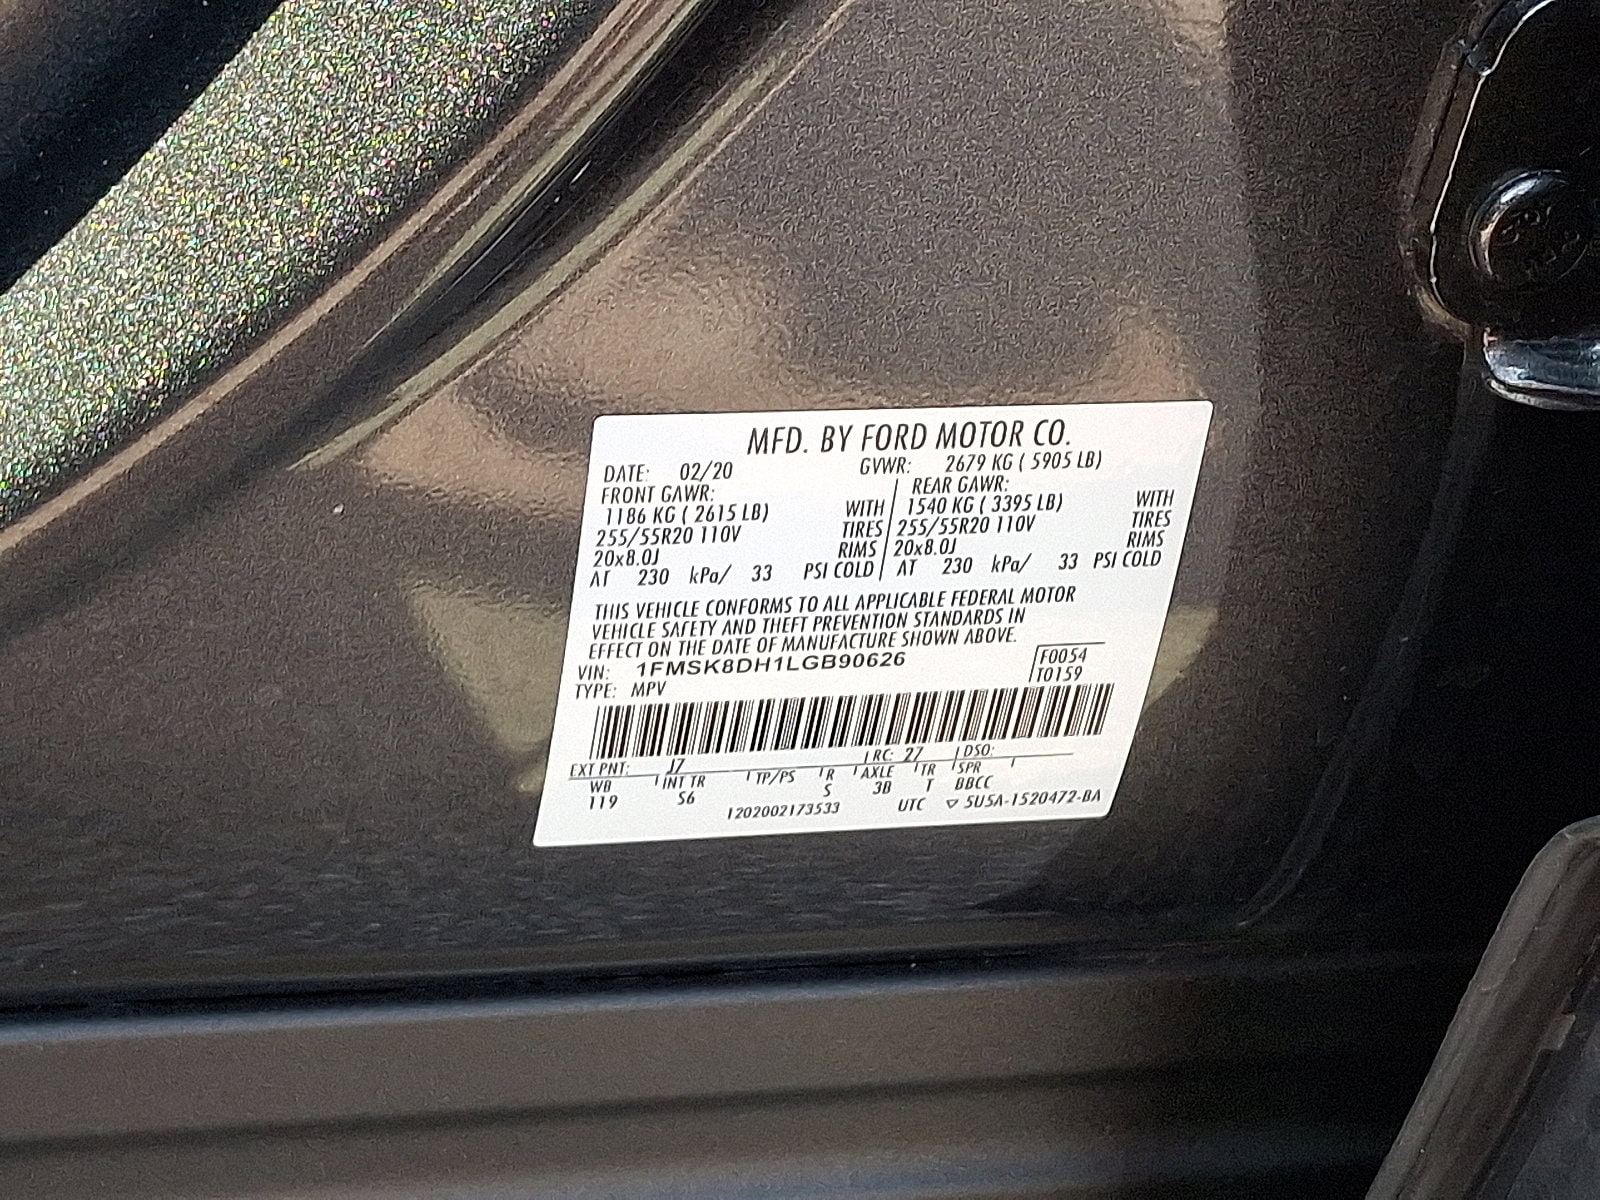 MFD. BY FORD MOTOR CO.
DATE: 02/20 GVWR: 2679 KG ( 5905 LB)
FRONT GAWR: REAR GAWR:
1186 KG ( 2615 LB) WITH 1540 KG ( 3395 LB) WITH
255/55R20 110V TIRES 255/55R20 110V TIRES
20x8.0J RIMS 20x8.0J RIMS
AT 230 kPa/ 33 PSI COLD AT 230 kPa/ 33 PSI COLD
THIS VEHICLE CONFORMS TO ALL APPLICABLE FEDERAL MOTOR
VEHICLE SAFETY AND THEFT PREVENTION STANDARDS IN
EFFECT ON THE DATE OF MANUFACTURE SHOWN ABOVE.
VIN: 1FMSK8DH1LGB90626 F0054
TYPE: MPV T0159
EXT PNT: J7 RC: 27 DSO:
WB INT TR TP/PS R AXLE TR SPR
119 S6 S 3B T BBCC
1202002173533 UTC ▽ 5U5A-1520472-BA